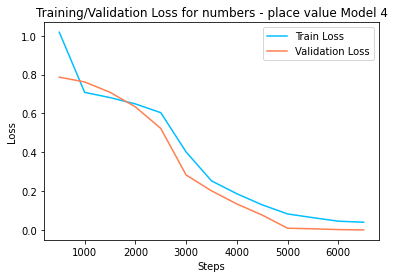 Training/Validation Loss for numbers - place value Model 4
Train Loss
Validation Loss
Loss
1.0
0.8
0.6
0.4
0.2
0.0
1000 2000 3000 4000 5000 6000
Steps